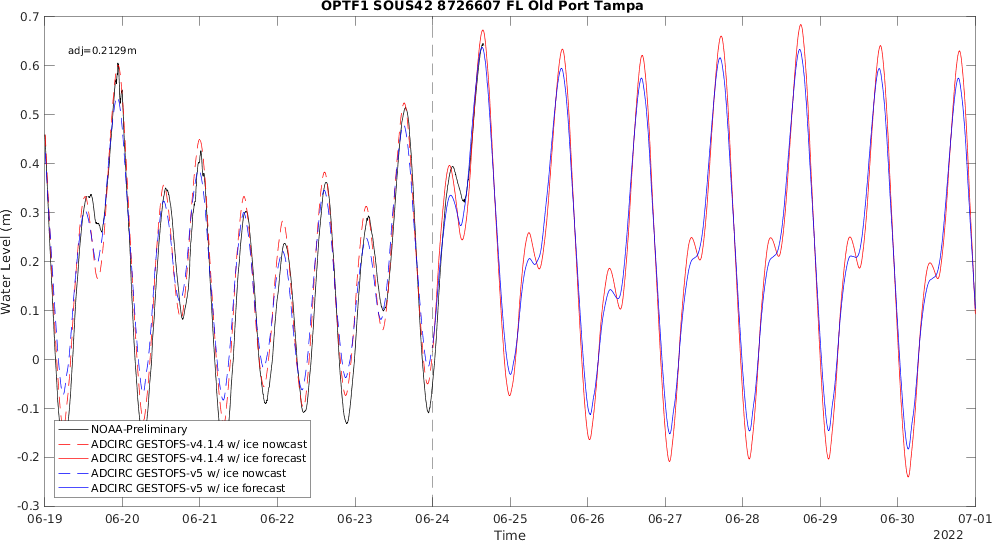 OPTF1 SOUS42 8726607 FL Old Port Tampa
0.7
adj=0.2129m
0.6
0.5
0.4
0.3
0.2
0.1
0
-0.1
-0.2
-0.3
Water Level (m)
NOAA-Preliminary
ADCIRC GESTOFS-v4.1.4 w/ ice nowcast
ADCIRC GESTOFS-v4.1.4 w/ ice forecast
ADCIRC GESTOFS-v5 w/ ice nowcast
ADCIRC GESTOFS-v5 w/ ice forecast
06-19 06-20 06-21 06-22 06-23 06-24 06-25 06-26 06-27 06-28 06-29 06-30 07-01
Time
2022